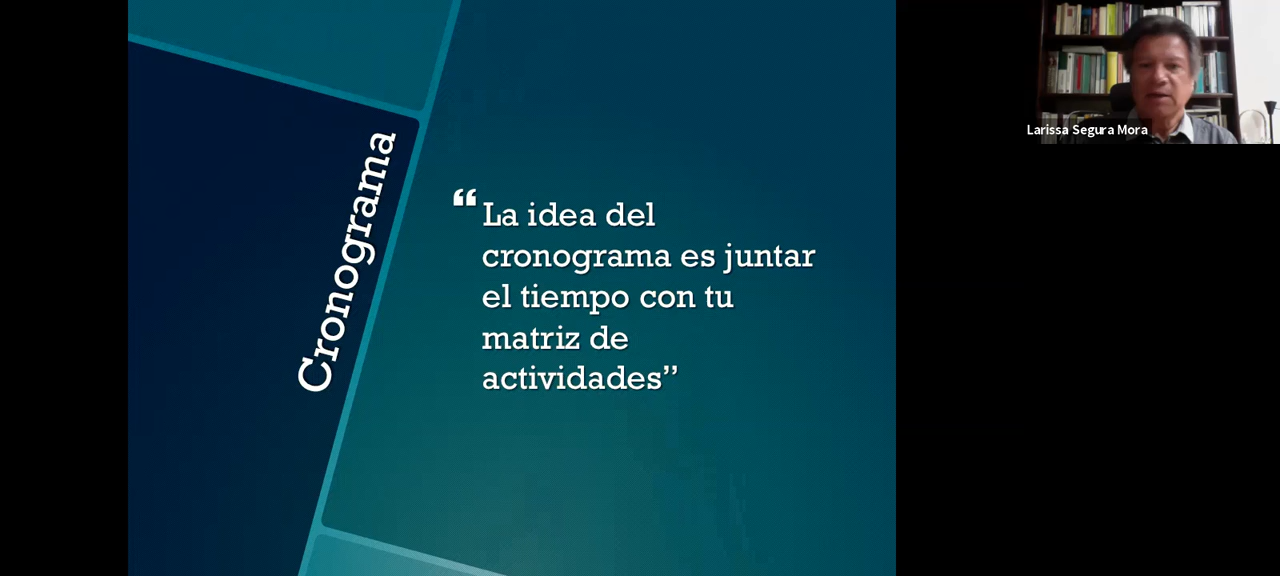 Cronograma
“La idea del
cronograma es juntar
el tiempo con tu
matriz de
actividades”
Larissa Segura Mora